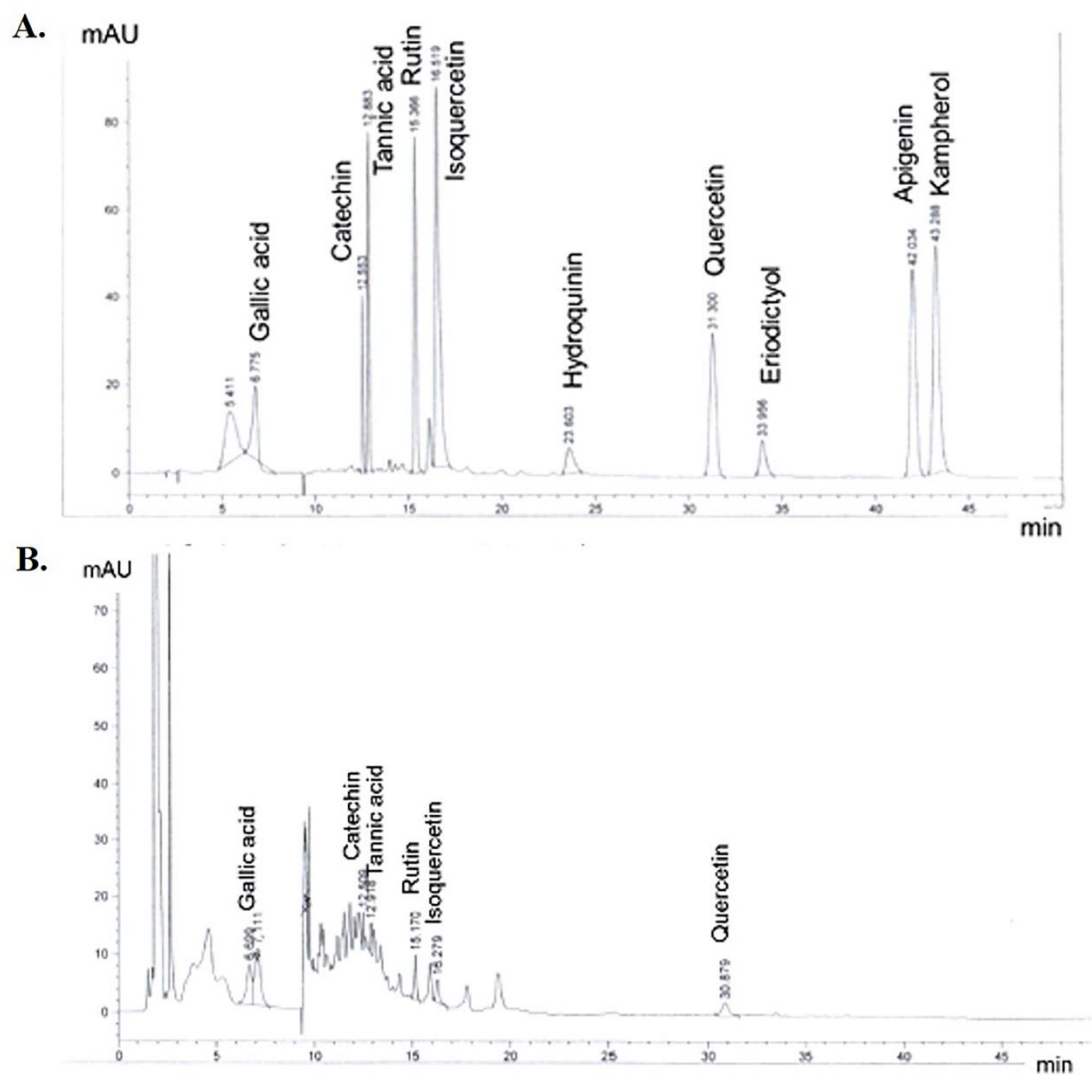 A.
mAU
80
60
40
20
0
5.411
6.775
Gallic acid
12.553
Catechin
12.883
Tannic acid
15.366
Rutin
16.519
Isoquercetin
23.603
Hydroquinin
31.300
Quercetin
33.956
Eriodictyol
42.034
Apigenin
43.288
Kampherol
0 5 10 15 20 25 30 35 40 45
min
B.
mAU
70
60
50
40
30
20
10
0
6.699
7.111
Gallic acid
12.509
Catechin
12.918
Tannic acid
15.170
Rutin
16.279
Isoquercetin
30.879
Quercetin
0 5 10 15 20 25 30 35 40 45
min